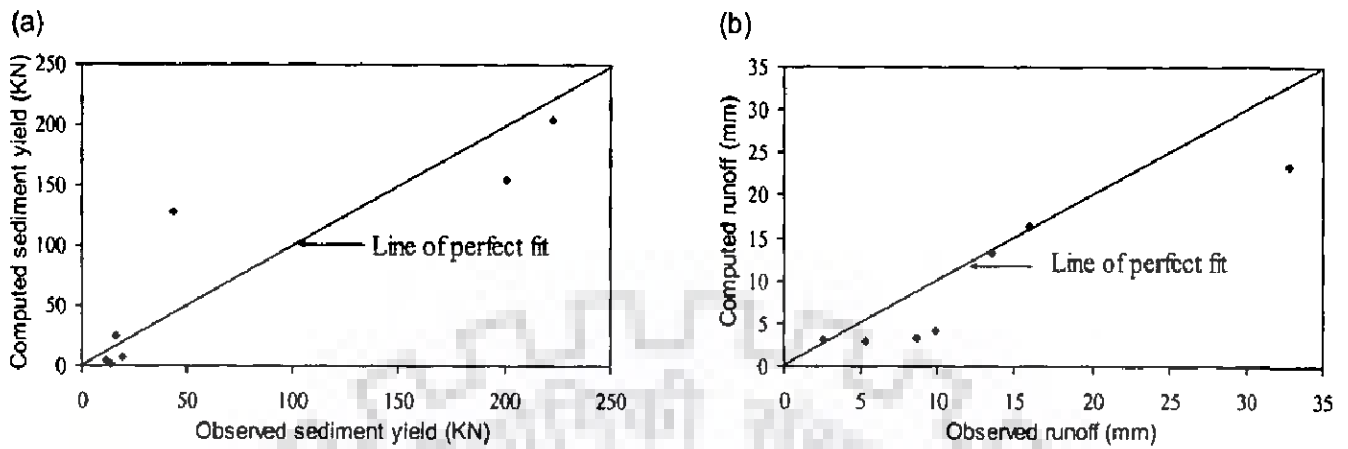 (a)
250
200
150
100
50
0
Computed sediment yield (KN)
Line of perfect fit
0 50 100 150 200 250
Observed sediment yield (KN)
(b)
35
30
25
20
15
10
5
0
Computed runoff (mm)
Line of perfect fit
0 5 10 15 20 25 30 35
Observed runoff (mm)